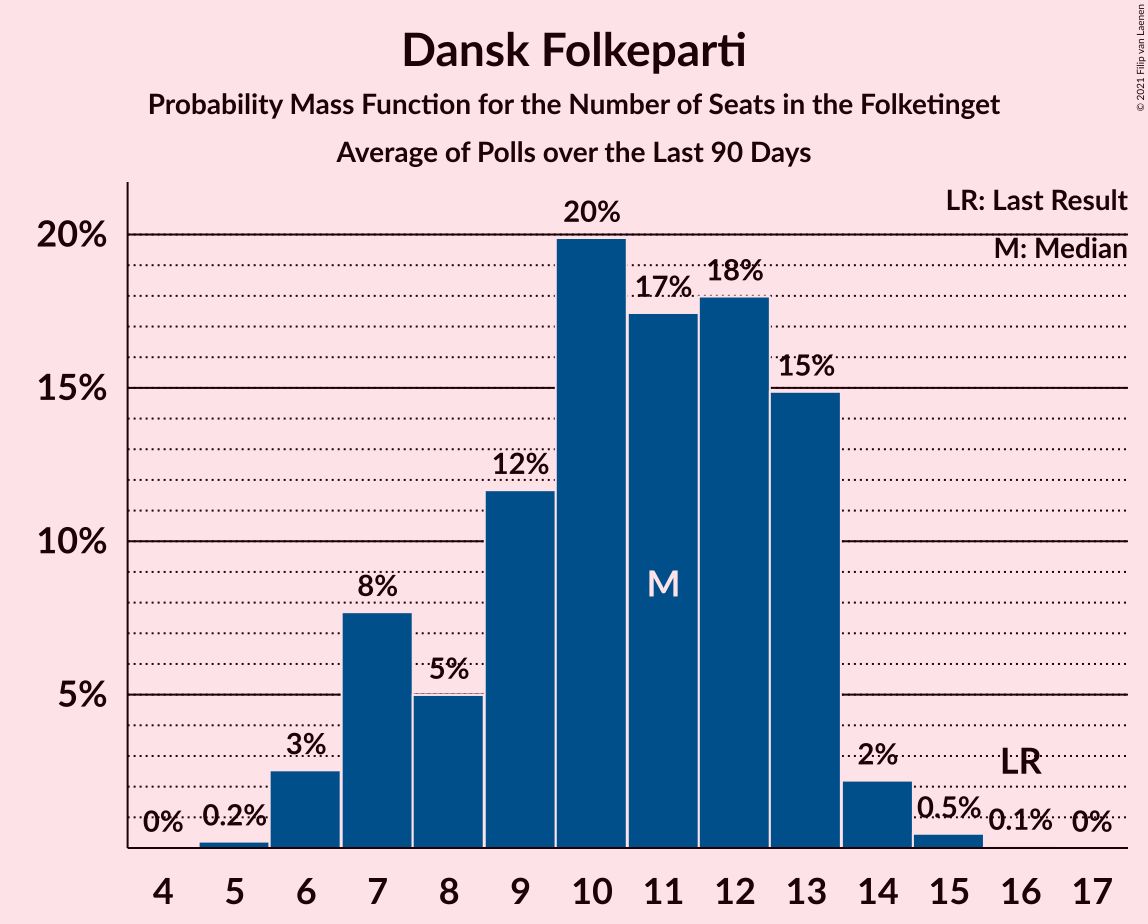 Dansk Folkeparti
Probability Mass Function for the Number of Seats in the Folketinget
Average of Polls over the Last 90 Days
© 2021 Filip van Laenen
LR: Last Result
M: Median
20%
15%
10%
5%
0%
0.2%
3%
8%
5%
12%
20%
17%
18%
15%
2%
0.5%
0.1%
0%
M
LR
4 5 6 7 8 9 10 11 12 13 14 15 16 17